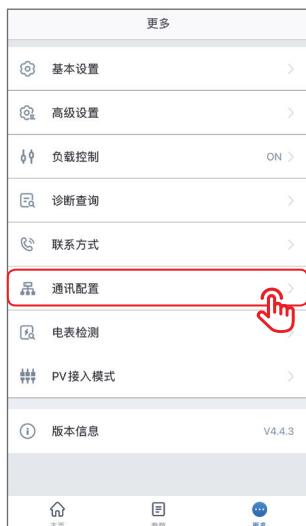 更多
基本设置
高级设置
负载控制 ON
诊断查询
联系方式
通讯配置
电表检测
PV接入模式
版本信息 V4.4.3